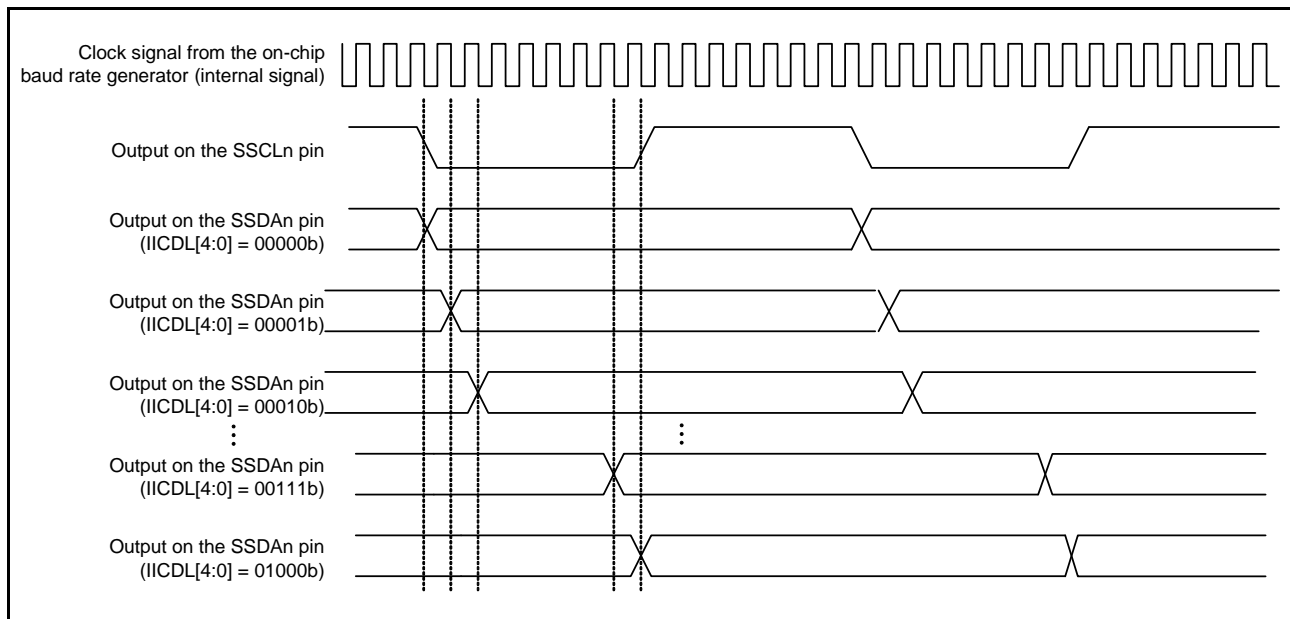 Clock signal from the on-chip
baud rate generator (internal signal)
Output on the SSCLn pin
Output on the SSDAn pin
(IICDL[4:0] = 00000b)
Output on the SSDAn pin
(IICDL[4:0] = 00001b)
Output on the SSDAn pin
(IICDL[4:0] = 00010b)
Output on the SSDAn pin
(IICDL[4:0] = 00111b)
Output on the SSDAn pin
(IICDL[4:0] = 01000b)